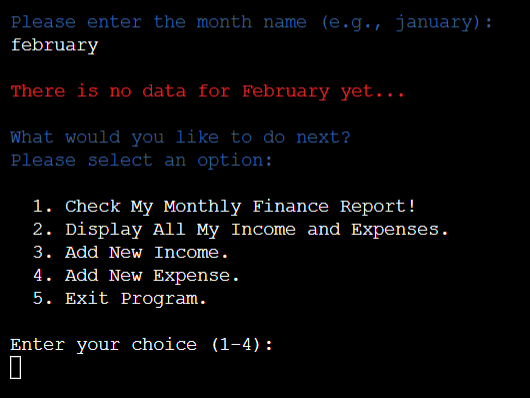 Please enter the month name (e.g., january):
february
There is no data for February yet...
What would you like to do next?
Please select an option:
1. Check My Monthly Finance Report!
2. Display All My Income and Expenses.
3. Add New Income.
4. Add New Expense.
5. Exit Program.
Enter your choice (1-4):